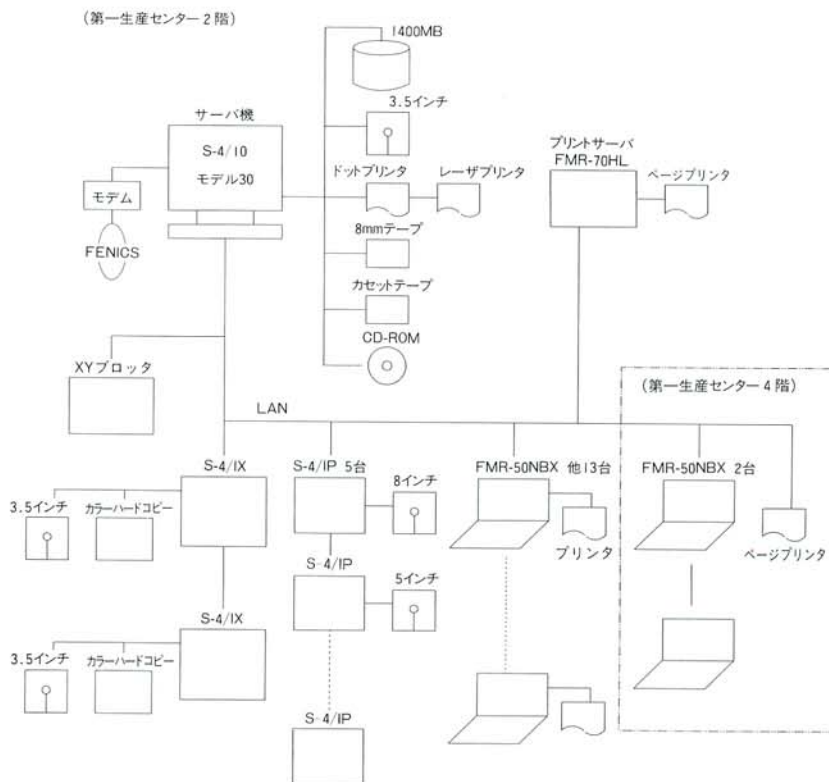 (第一生産センター2階)
1400MB
3.5インチ
サーバ機
S-4/10
モデル30
モデム
FENICS
ドットプリンタ
レーザプリンタ
8mmテープ
カセットテープ
CD-ROM
プリントサーバ
FMR-70HL
ページプリンタ
XYプロッタ
LAN
(第一生産センター4階)
S-4/IX
3.5インチ
カラーハードコピー
S-4/IP 5台
8インチ
FMR-50NBX 他13台
プリンタ
FMR-50NBX 2台
ページプリンタ
S-4/IP
5インチ
S-4/IX
3.5インチ
カラーハードコピー
S-4/IP